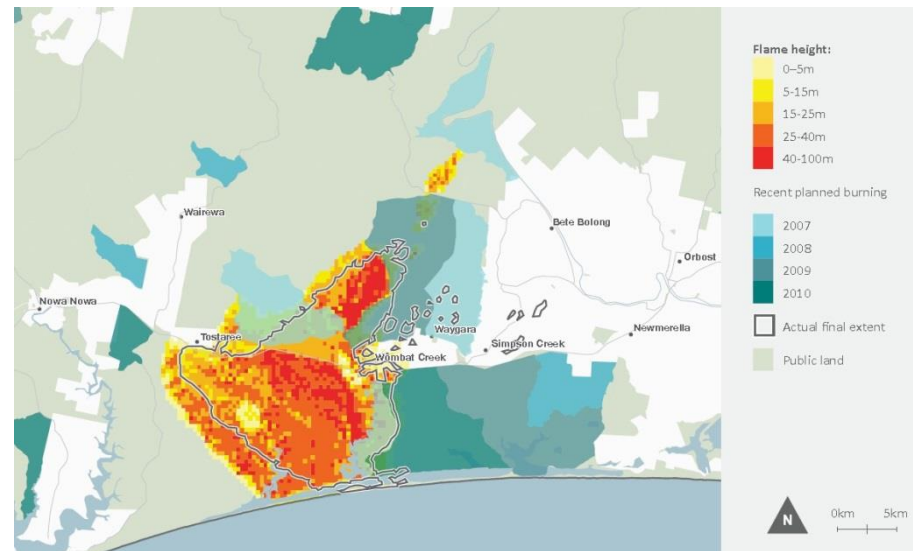 Flame height:
0–5m
5-15m
15-25m
25-40m
40-100m
Recent planned burning
2007
2008
2009
2010
Actual final extent
Public land
N
0km
5km
Wairewa
Bete Bolong
Orbost
Nowa Nowa
Tostaree
Waygara
Newmerella
Simpson Creek
Wombat Creek